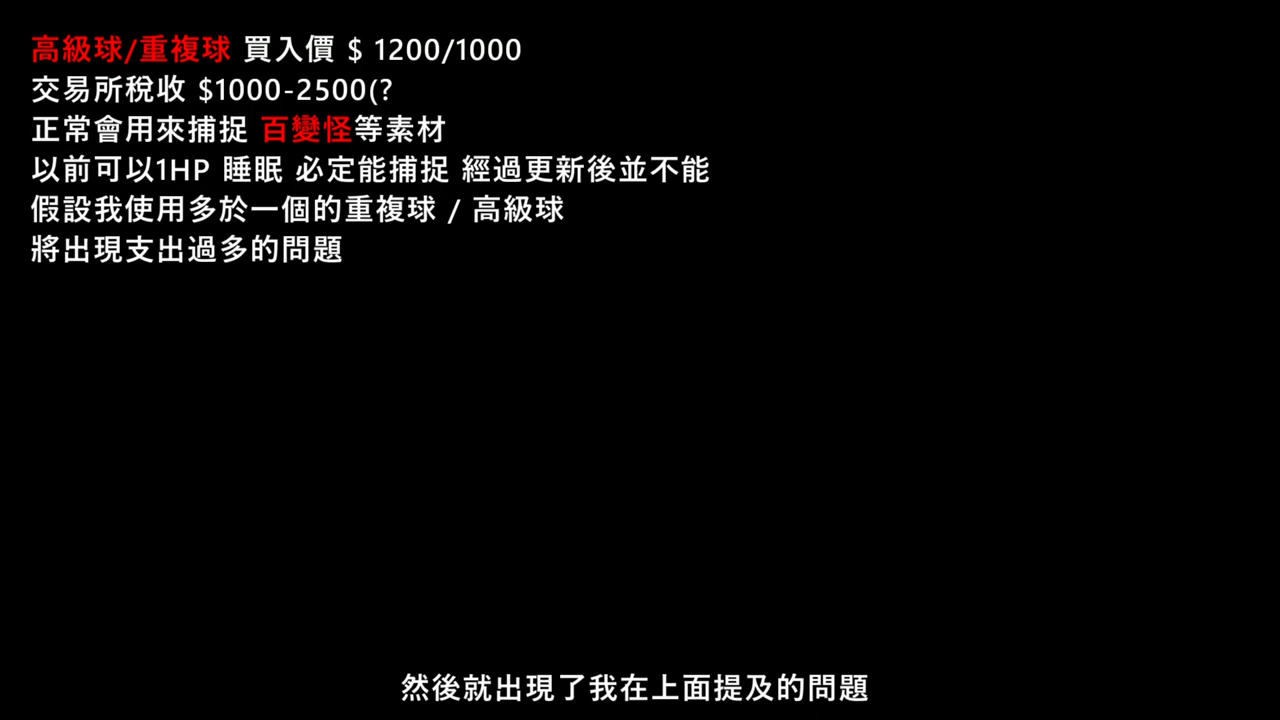 高級球/重複球 買入價 $ 1200/1000
交易所稅收 $1000-2500(?
正常會用來捕捉 百變怪等素材
以前可以1HP 睡眠 必定能捕捉 經過更新後並不能
假設我使用多於一個的重複球 / 高級球
將出現支出過多的問題
然後就出現了我在上面提及的問題